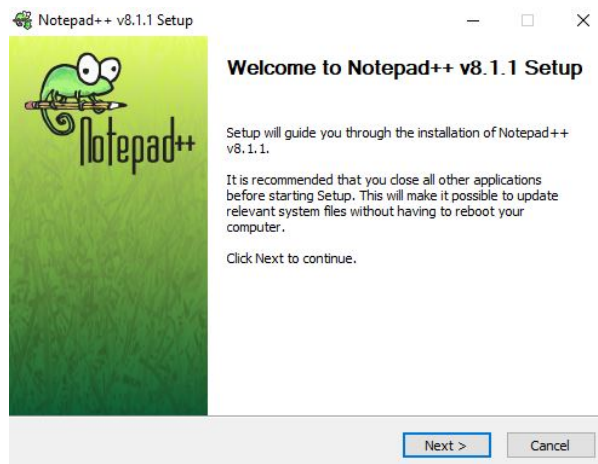 Notepad++ v8.1.1 Setup
Notepad++
Welcome to Notepad++ v8.1.1 Setup
Setup will guide you through the installation of Notepad++
v8.1.1.
It is recommended that you close all other applications
before starting Setup. This will make it possible to update
relevant system files without having to reboot your
computer.
Click Next to continue.
Next >
Cancel